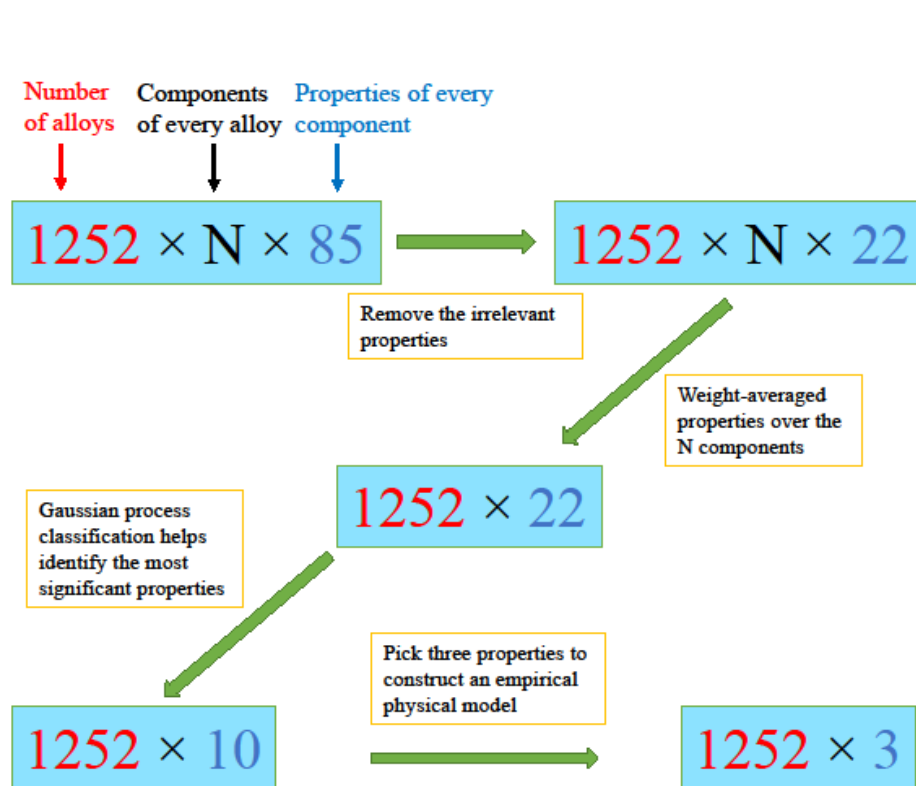 Number
of alloys
Components
of every alloy
Properties of every
component
1252 × N × 85
1252 × N × 22
Remove the irrelevant
properties
Weight-averaged
properties over the
N components
1252 × 22
Gaussian process
classification helps
identify the most
significant properties
Pick three properties to
construct an empirical
physical model
1252 × 10
1252 × 3